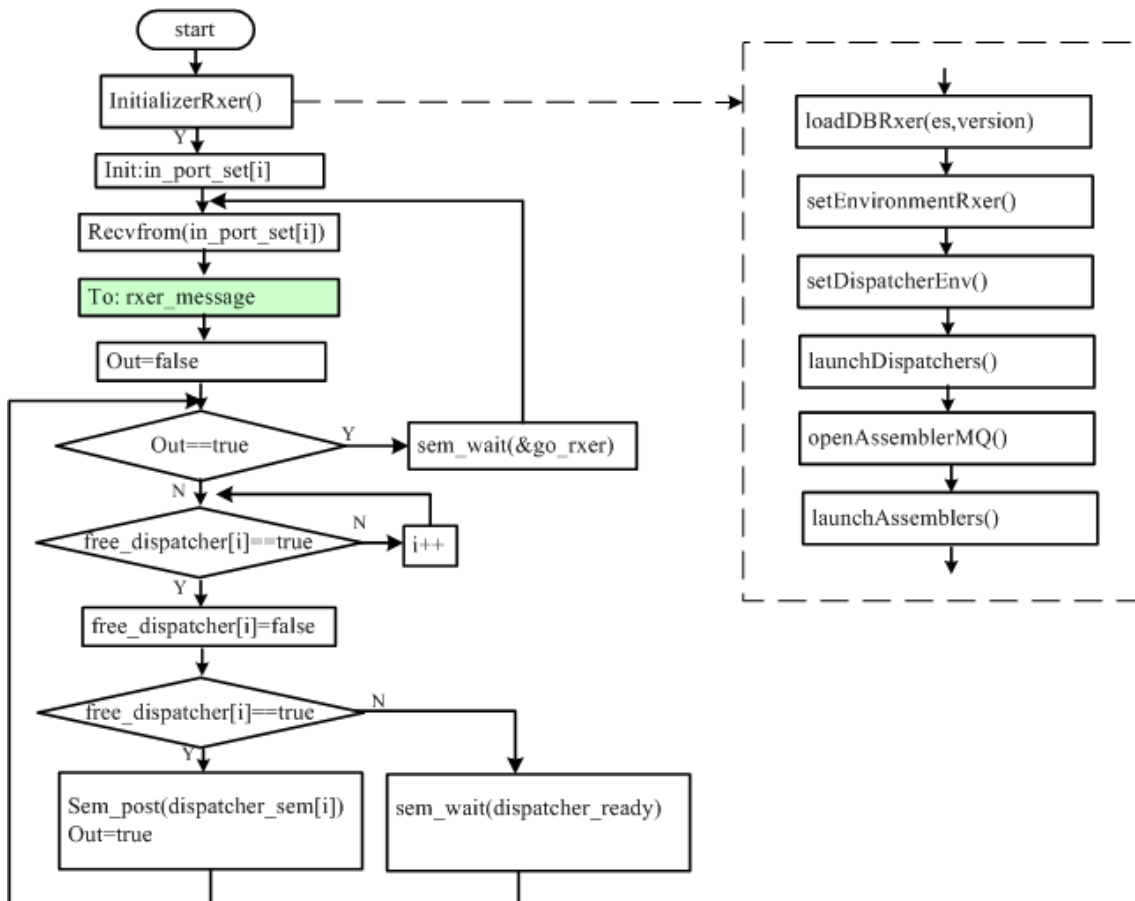 start
InitializerRxer()
Y
Init:in_port_set[i]
Recvfrom(in_port_set[i])
To: rxer_message
Out=false
Out==true
Y
sem_wait(&go_rxer)
N
free_dispatcher[i]==true
N
i++
Y
free_dispatcher[i]=false
free_dispatcher[i]==true
N
Y
Sem_post(dispatcher_sem[i])
Out=true
sem_wait(dispatcher_ready)
loadDBRxer(es,version)
setEnvironmentRxer()
setDispatcherEnv()
launchDispatchers()
openAssemblerMQ()
launchAssemblers()